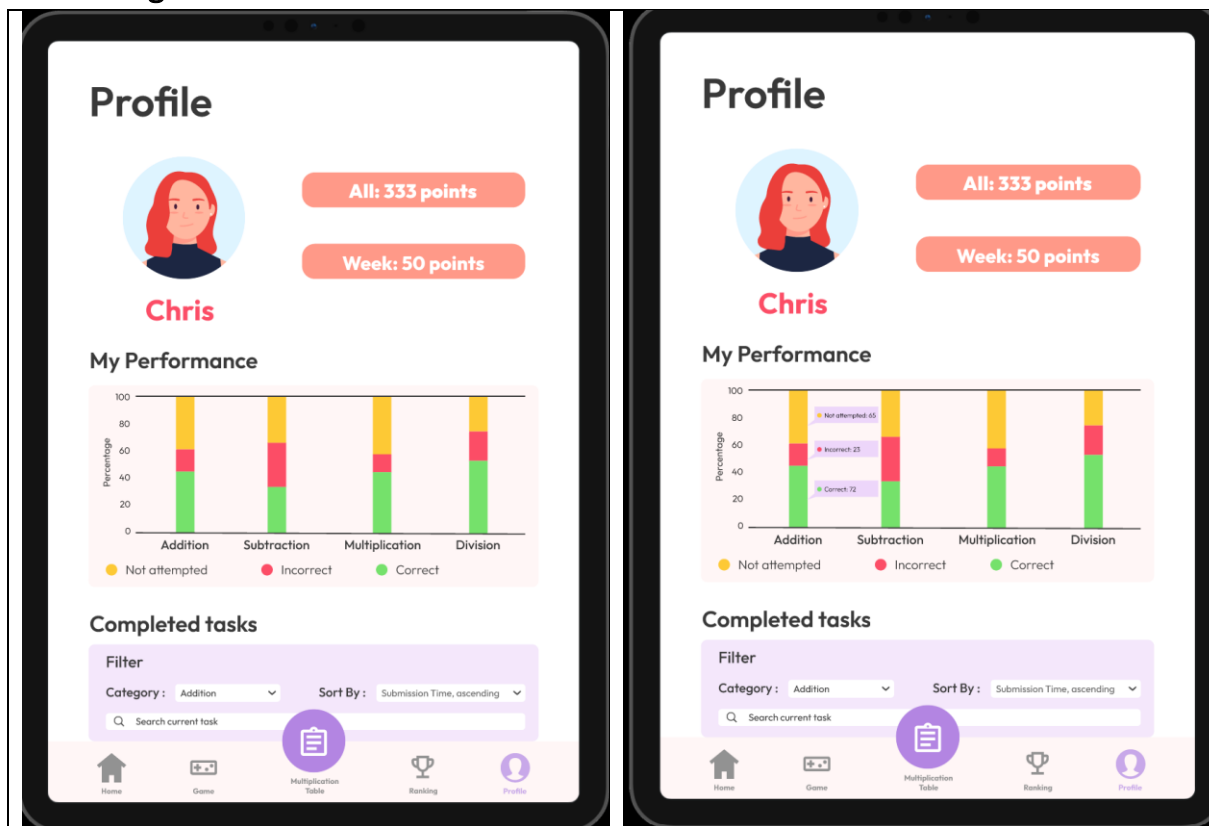 Profile
All: 333 points
Week: 50 points
Chris
My Performance
100
80
60
40
20
0
Percentage
Addition Subtraction Multiplication Division
Not attempted Incorrect Correct
Completed tasks
Filter
Category : Addition Sort By : Submission Time, ascending
Search current task
Home Game Multiplication Table Ranking Profile
Profile
All: 333 points
Week: 50 points
Chris
My Performance
100
80
60
40
20
0
Percentage
Not attempted: 65
Incorrect: 23
Correct: 72
Addition Subtraction Multiplication Division
Not attempted Incorrect Correct
Completed tasks
Filter
Category : Addition Sort By : Submission Time, ascending
Search current task
Home Game Multiplication Table Ranking Profile